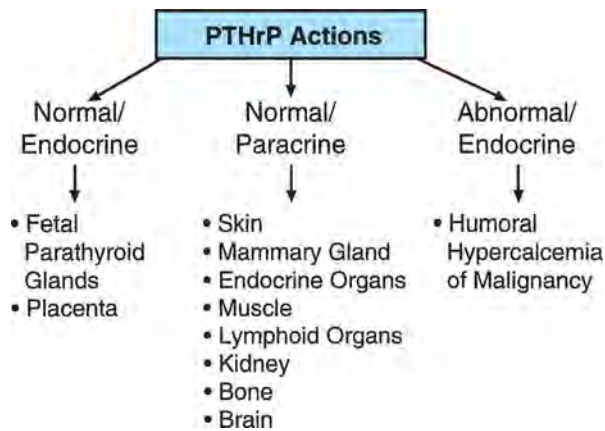 PTHrP Actions
Normal/
Endocrine
• Fetal
Parathyroid
Glands
• Placenta
Normal/
Paracrine
• Skin
• Mammary Gland
• Endocrine Organs
• Muscle
• Lymphoid Organs
• Kidney
• Bone
• Brain
Abnormal/
Endocrine
• Humoral
Hypercalcemia
of Malignancy